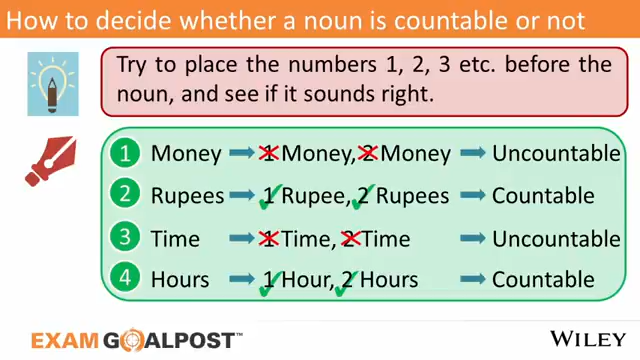 How to decide whether a noun is countable or not
Try to place the numbers 1, 2, 3 etc. before the
noun, and see if it sounds right.
1 Money 1 Money, 2 Money Uncountable
2 Rupees 1 Rupee, 2 Rupees Countable
3 Time 1 Time, 2 Time Uncountable
4 Hours 1 Hour, 2 Hours Countable
EXAM GOALPOST™ WILEY